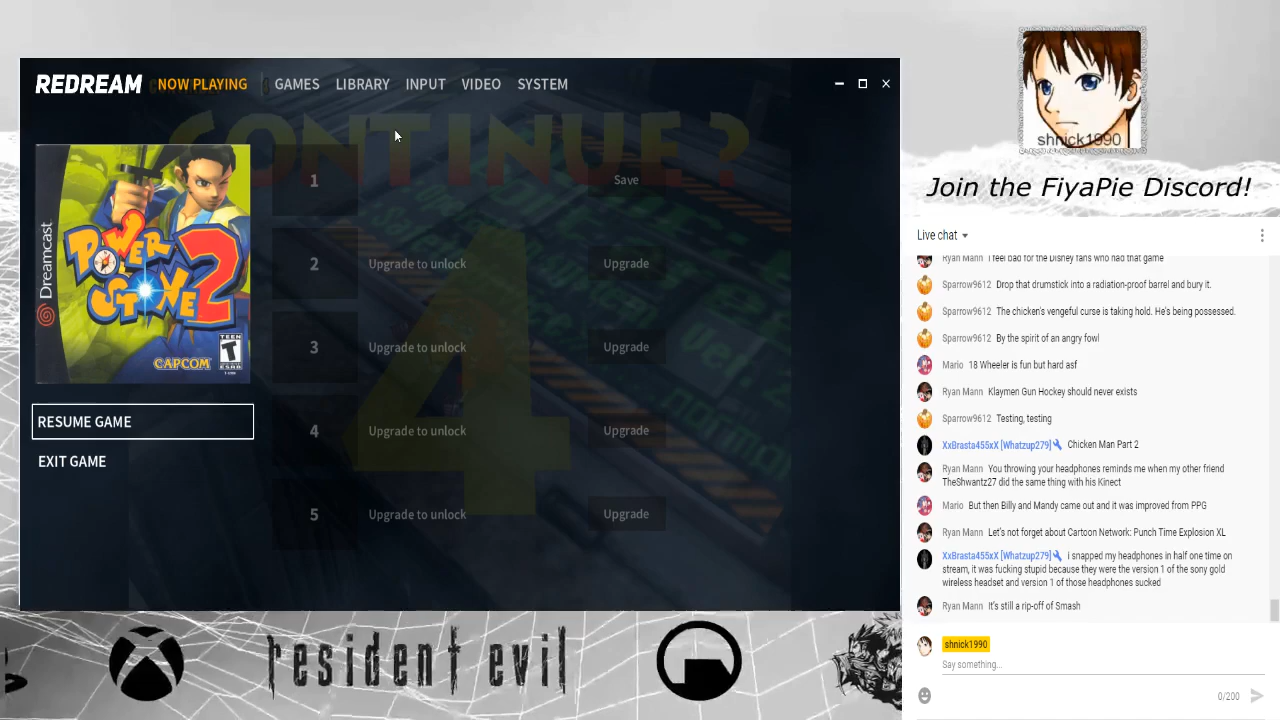 REDREAM
NOW PLAYING
GAMES
LIBRARY
INPUT
VIDEO
SYSTEM
CONTINUE?
4
Dreamcast
POWER
STONE 2
TEEN
T
ESRB
CAPCOM
RESUME GAME
EXIT GAME
1
Save
2
Upgrade to unlock
Upgrade
3
Upgrade to unlock
Upgrade
4
Upgrade to unlock
Upgrade
5
Upgrade to unlock
Upgrade
resident evil
shnick1990
Join the FiyaPie Discord!
Live chat
Ryan Mann I feel bad for the Disney fans who had that game
Sparrow9612 Drop that drumstick into a radiation-proof barrel and bury it.
Sparrow9612 The chicken's vengeful curse is taking hold. He's being possessed.
Sparrow9612 By the spirit of an angry fowl
Mario 18 Wheeler is fun but hard asf
Ryan Mann Klaymen Gun Hockey should never exists
Sparrow9612 Testing, testing
XxBrasta455xX [Whatzup279] Chicken Man Part 2
Ryan Mann You throwing your headphones reminds me when my other friend
TheShwantz27 did the same thing with his Kinect
Mario But then Billy and Mandy came out and it was improved from PPG
Ryan Mann Let's not forget about Cartoon Network: Punch Time Explosion XL
XxBrasta455xX [Whatzup279] i snapped my headphones in half one time on
stream, it was fucking stupid because they were the version 1 of the sony gold
wireless headset and version 1 of those headphones sucked
Ryan Mann It's still a rip-off of Smash
shnick1990
Say something...
0/200